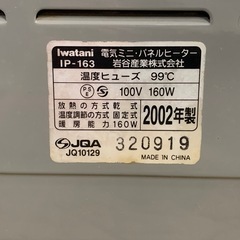 Iwatani 電気ミニ・パネルヒーター
IP-163 岩谷産業株式会社
温度ヒューズ 99℃
PSE 100V 160W
放熱の方式 乾式
温度調節の方式 固定式
暖房能力 160W
2002年製
JQA
JQ10129
320919
MADE IN CHINA